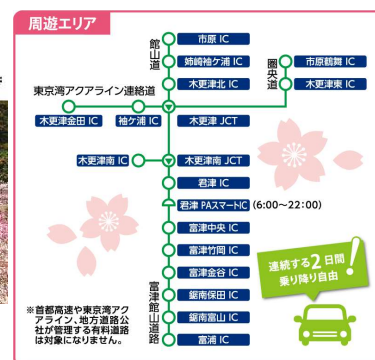 周遊エリア
館山道
市原 IC
姉崎袖ケ浦 IC
木更津北 IC
圏央道
市原鶴舞 IC
木更津東 IC
東京湾アクアライン連絡道
木更津金田 IC
袖ケ浦 IC
木更津 JCT
木更津南 IC
木更津南 JCT
君津 IC
君津 PAスマートIC (6:00~22:00)
富津館山道路
富津中央 IC
富津竹岡 IC
富津金谷 IC
鋸南保田 IC
鋸南富山 IC
富浦 IC
連続する2日間
乗り降り自由!
※首都高速や東京湾アク
アライン、地方道路公
社が管理する有料道路
は対象になりません。